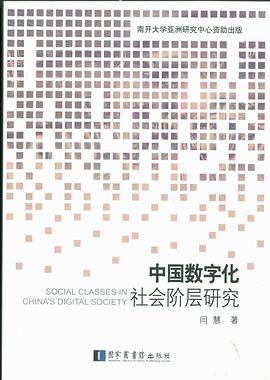 南开大学亚洲研究中心资助出版
中国数字化
SOCIAL CLASSES IN
CHINA'S DIGITAL SOCIETY
社会阶层研究
闫 慧 著
国家图书馆出版社